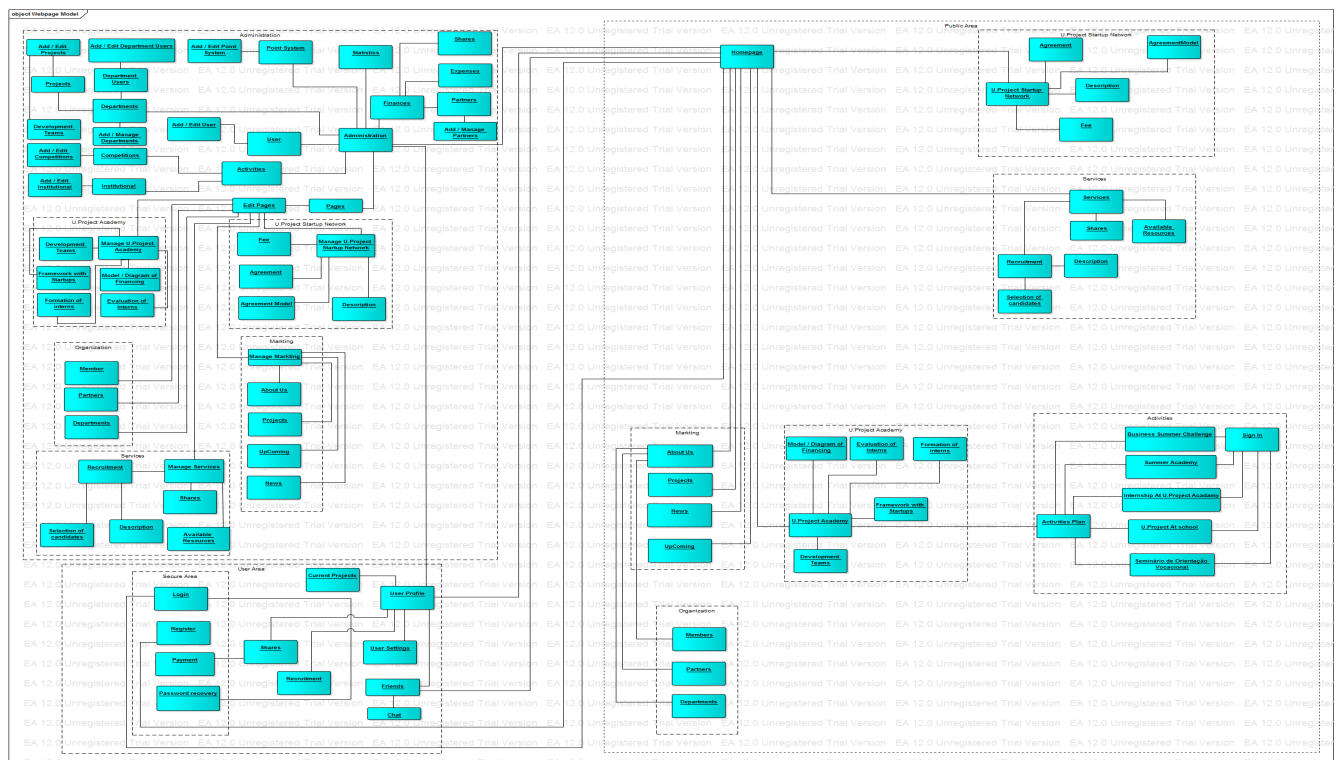 object Webpage Model
Administration
Add / Edit
Projects
Add / Edit Department Users
Add / Edit Point
System
Point System
Statistics
Shares
Expenses
Partners
Add / Manage
Partners
Finances
Projects
Department
Users
Departments
Development
Teams
Add / Manage
Departments
Add / Edit User
User
Administration
Add / Edit
Competitions
Competitions
Activities
Add / Edit
Institutional
Institutional
Edit Pages
Pages
U.Project Academy
Development
Teams
Manage U.Project
Academy
Framework with
Startups
Model / Diagram of
Financing
Formation of
interns
Evaluation of
Interns
U.Project Startup Network
Fee
Manage U.Project
Startup Network
Agreement
Agreement Model
Description
Organization
Member
Partners
Departments
Markting
Manage Markting
About Us
Projects
UpComing
News
Services
Recruitment
Manage Services
Shares
Selection of
candidates
Description
Available
Resources
User Area
Secure Area
Login
Register
Payment
Password recovery
Current Projects
User Profile
Shares
User Settings
Recruitment
Friends
Chat
Public Area
Homepage
U.Project Startup Network
Agreement
AgreementModel
U.Project Startup
Network
Description
Fee
Services
Services
Shares
Available
Resources
Recruitment
Description
Selection of
candidates
Markting
About Us
Projects
News
UpComing
U.Project Academy
Model / Diagram of
Financing
Evaluation of
Interns
Formation of
interns
Framework with
Startups
U.Project Academy
Development
Teams
Activities
Business Summer Challenge
Sign In
Summer Academy
Internship At U.Project Acadamy
Activities Plan
U.Project At school
Seminário de Orientação
Vocacional
Organization
Members
Partners
Departments
EA 12.0 Unregistered Trial Version